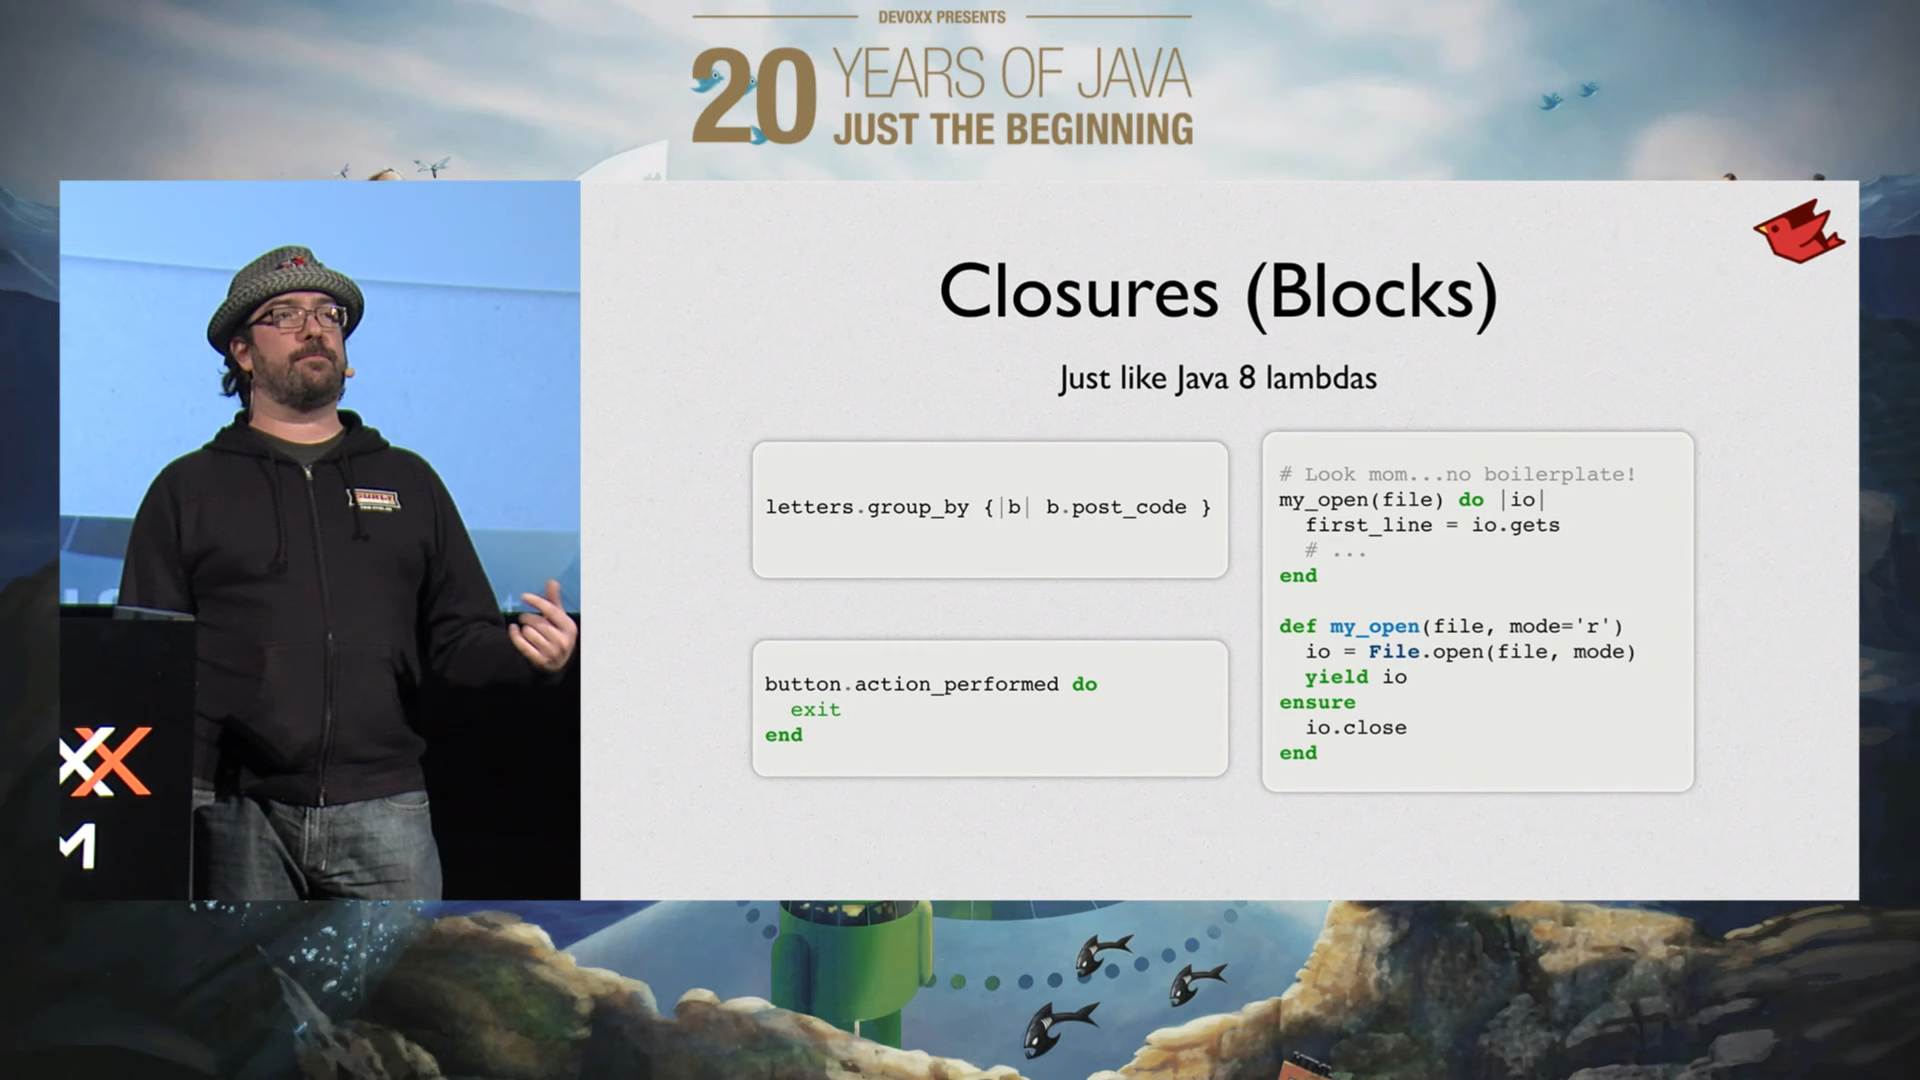 DEVOXX PRESENTS
20 YEARS OF JAVA
JUST THE BEGINNING
Closures (Blocks)
Just like Java 8 lambdas
letters.group_by {|b| b.post_code }
button.action_performed do
  exit
end
# Look mom...no boilerplate!
my_open(file) do |io|
  first_line = io.gets
  # ...
end
def my_open(file, mode='r')
  io = File.open(file, mode)
  yield io
ensure
  io.close
end
XX
M